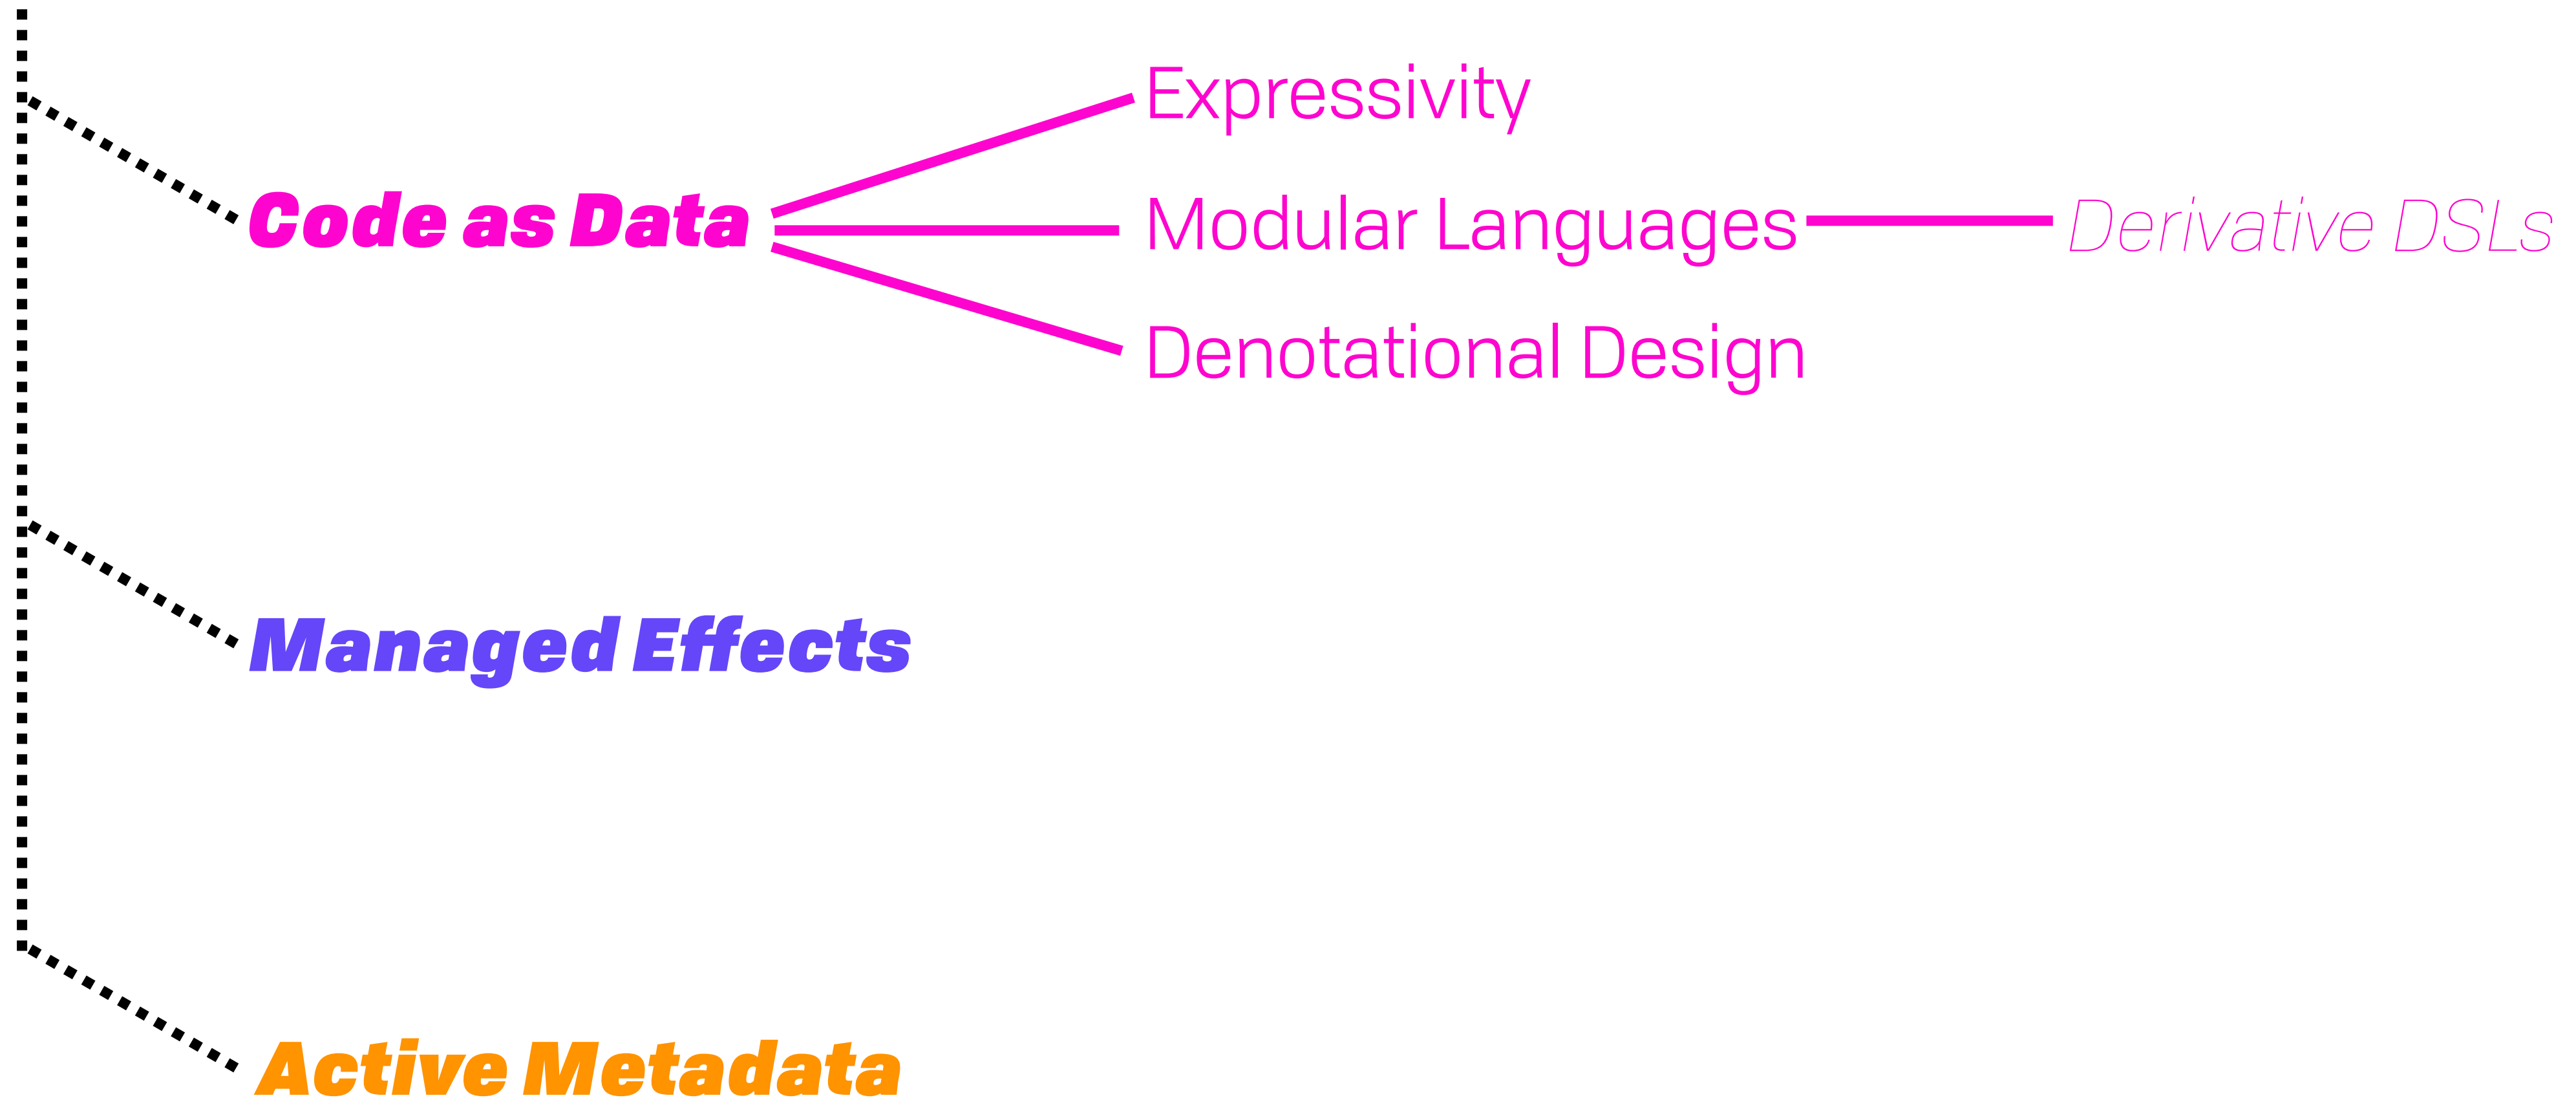 Expressivity
Code as Data
Modular Languages
Derivative DSLs
Denotational Design
Managed Effects
Active Metadata